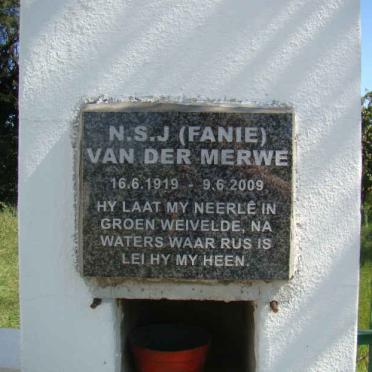 N.S.J (FANIE)
VAN DER MERWE
16.6.1919 - 9.6.2009
HY LAAT MY NEERLÊ IN
GROEN WEIVELDE, NA
WATERS WAAR RUS IS
LEI HY MY HEEN.